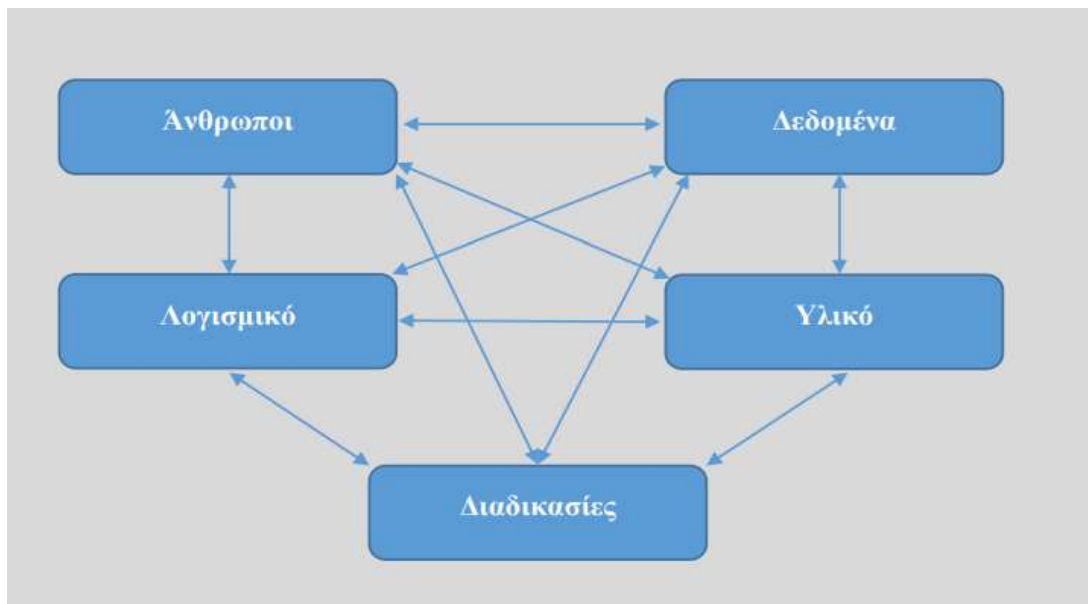 Άνθρωποι
Δεδομένα
Λογισμικό
Υλικό
Διαδικασίες